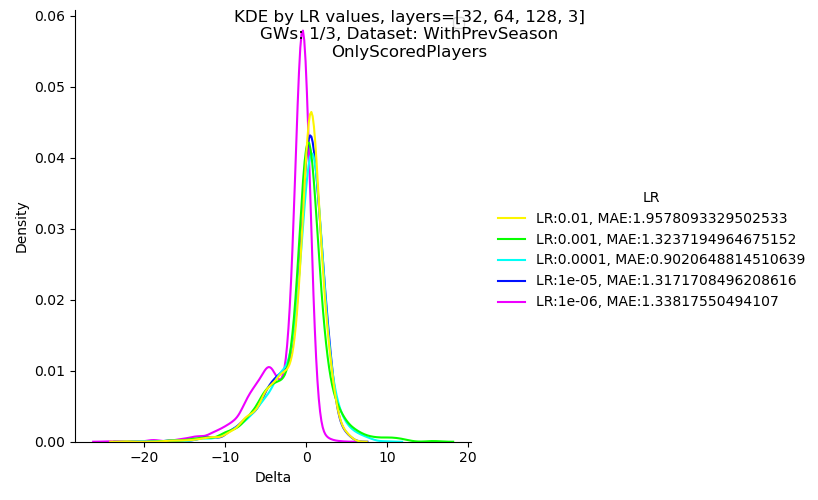 KDE by LR values, layers=[32, 64, 128, 3]
GWs: 1/3, Dataset: WithPrevSeason
OnlyScoredPlayers
0.06
0.05
0.04
0.03
0.02
0.01
0.00
Density
−20
−10
0
10
20
Delta
LR
LR:0.01, MAE:1.9578093329502533
LR:0.001, MAE:1.3237194964675152
LR:0.0001, MAE:0.9020648814510639
LR:1e-05, MAE:1.3171708496208616
LR:1e-06, MAE:1.33817550494107